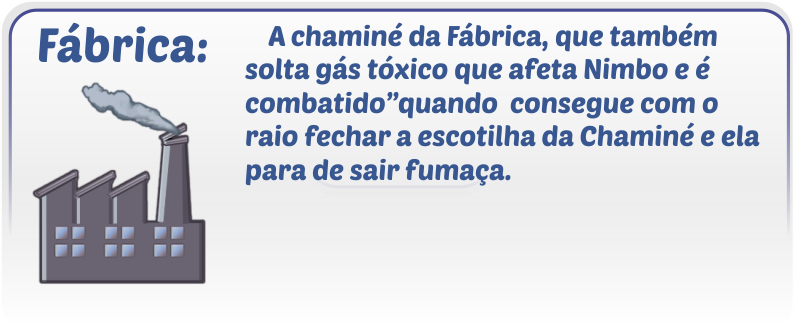 Fábrica:
A chaminé da Fábrica, que também
solta gás tóxico que afeta Nimbo e é
combatido”quando consegue com o
raio fechar a escotilha da Chaminé e ela
para de sair fumaça.